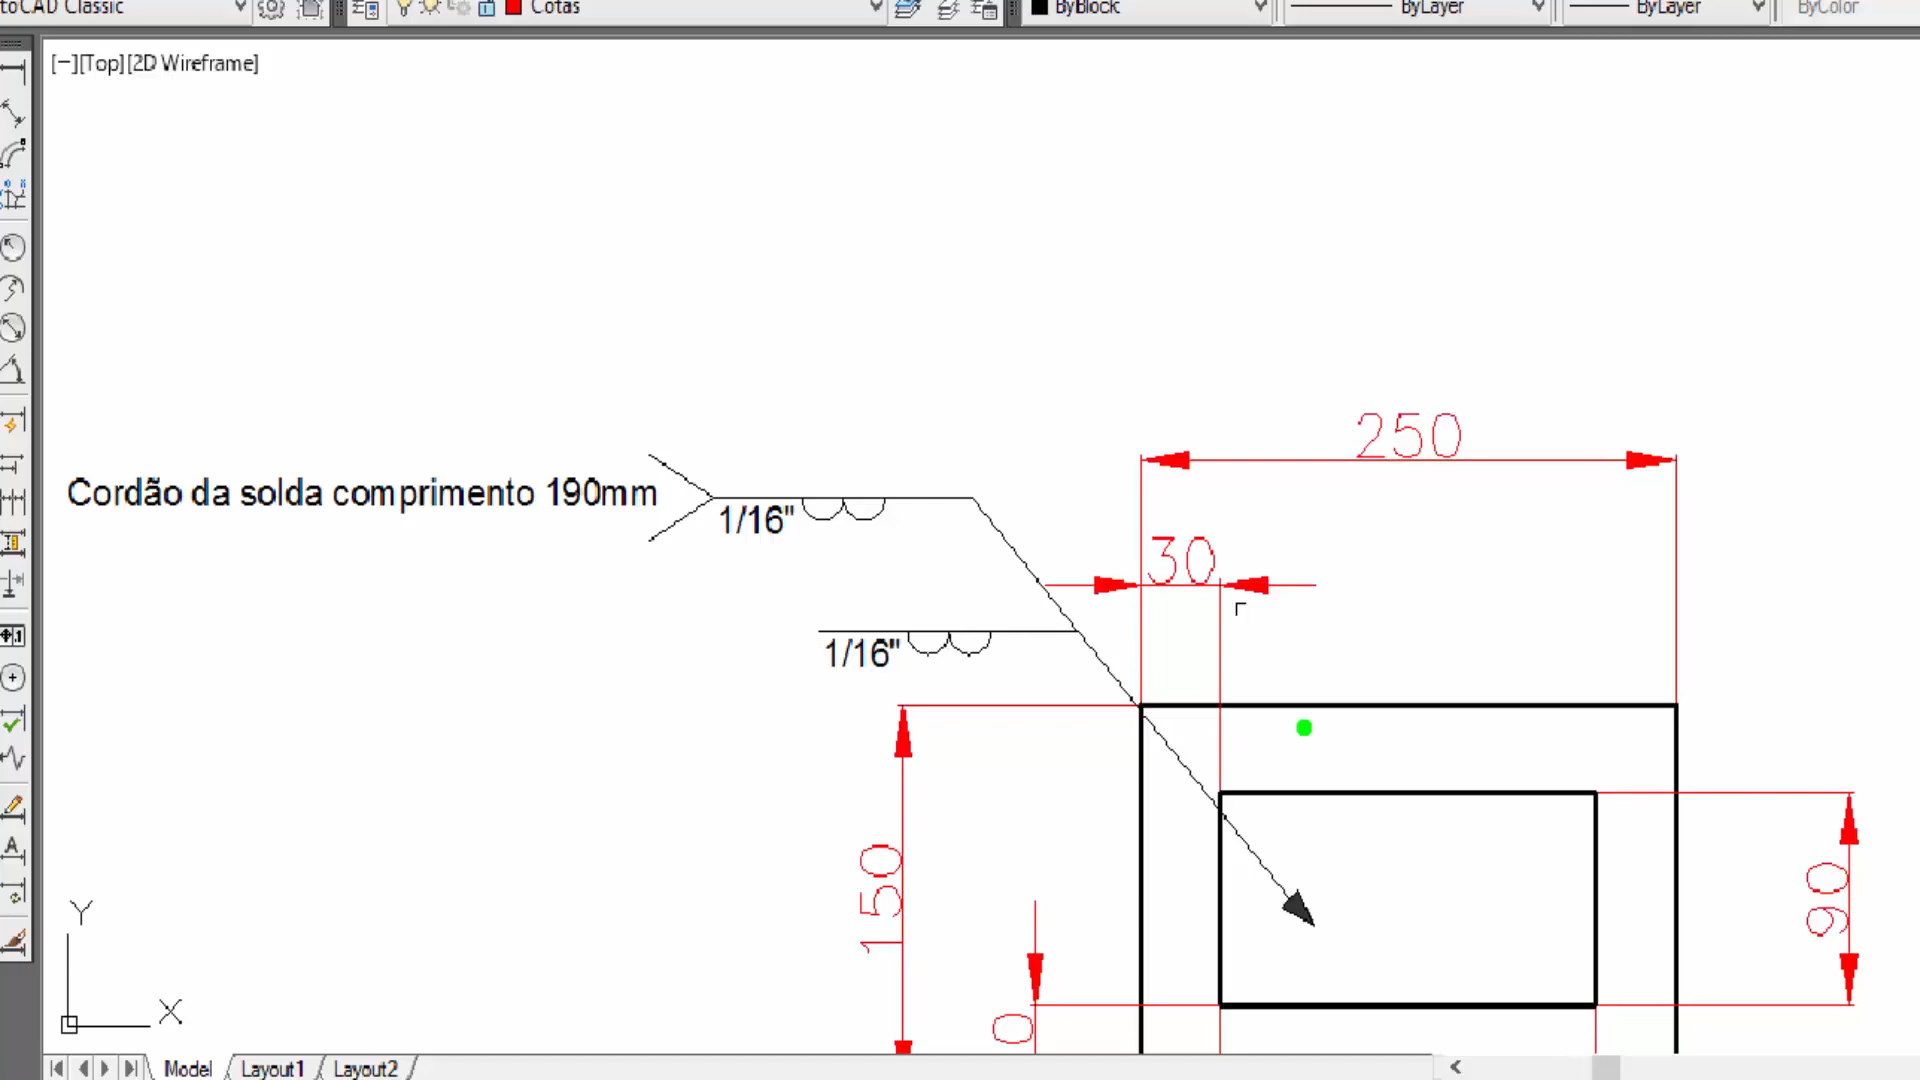 toCAD Classic
Cotas
ByBlock
ByLayer
ByLayer
ByColor
[−][Top][2D Wireframe]
250
Cordão da solda comprimento 190mm
1/16"
30
1/16"
150
90
0
Y
X
Model
Layout1
Layout2